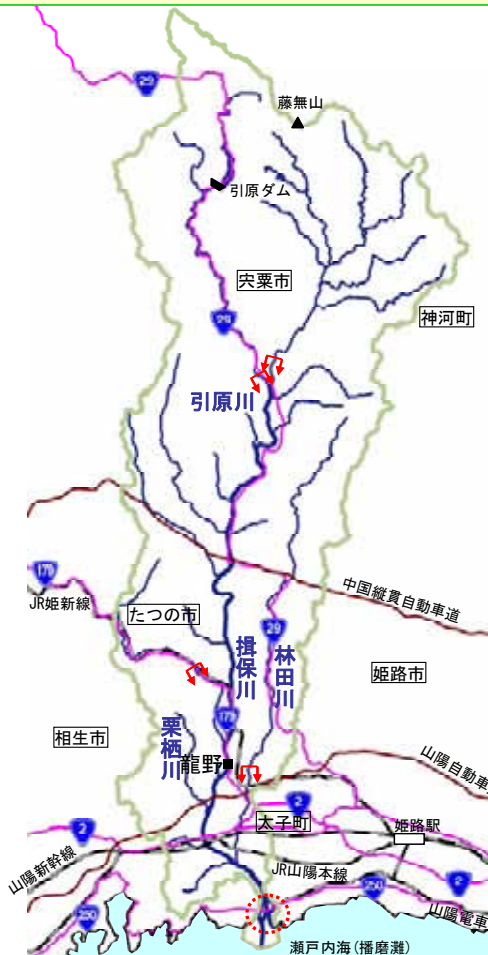 29
藤無山
引原ダム
宍粟市
神河町
29
引原川
中国縦貫自動車道
179
JR姫新線
たつの市
29
揖保川
林田川
姫路市
相生市
栗栖川
179
龍野
山陽自動車
2
太子町
2
姫路駅
山陽新幹線
JR山陽本線
2
250
250
山陽電車
瀬戸内海(播磨灘)